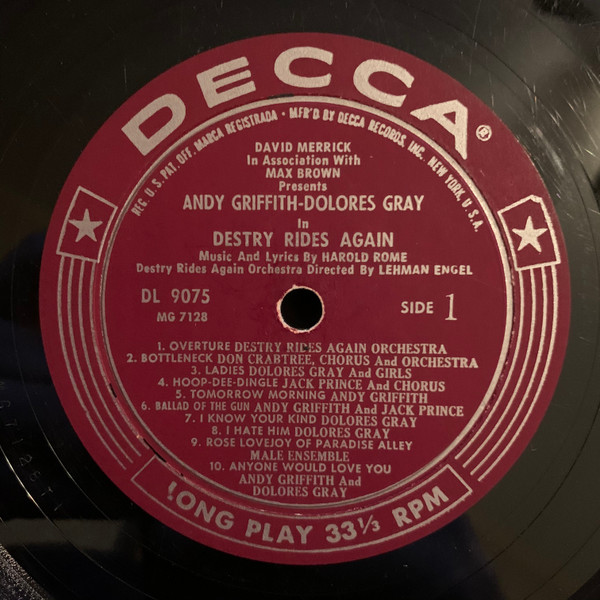 DECCA®
REG. U.S. PAT. OFF. MARCA REGISTRADA • MFR'D BY DECCA RECORDS, INC., NEW YORK, U.S.A.
DAVID MERRICK
In Association With
MAX BROWN
Presents
ANDY GRIFFITH-DOLORES GRAY
In
DESTRY RIDES AGAIN
Music And Lyrics By HAROLD ROME
Destry Rides Again Orchestra Directed By LEHMAN ENGEL
DL 9075
MG 7128
SIDE 1
1. OVERTURE DESTRY RIDES AGAIN ORCHESTRA
2. BOTTLENECK DON CRABTREE, CHORUS And ORCHESTRA
3. LADIES DOLORES GRAY And GIRLS
4. HOOP-DEE-DINGLE JACK PRINCE And CHORUS
5. TOMORROW MORNING ANDY GRIFFITH
6. BALLAD OF THE GUN ANDY GRIFFITH And JACK PRINCE
7. I KNOW YOUR KIND DOLORES GRAY
8. I HATE HIM DOLORES GRAY
9. ROSE LOVEJOY OF PARADISE ALLEY
MALE ENSEMBLE
10. ANYONE WOULD LOVE YOU
ANDY GRIFFITH And
DOLORES GRAY
LONG PLAY 33⅓ RPM